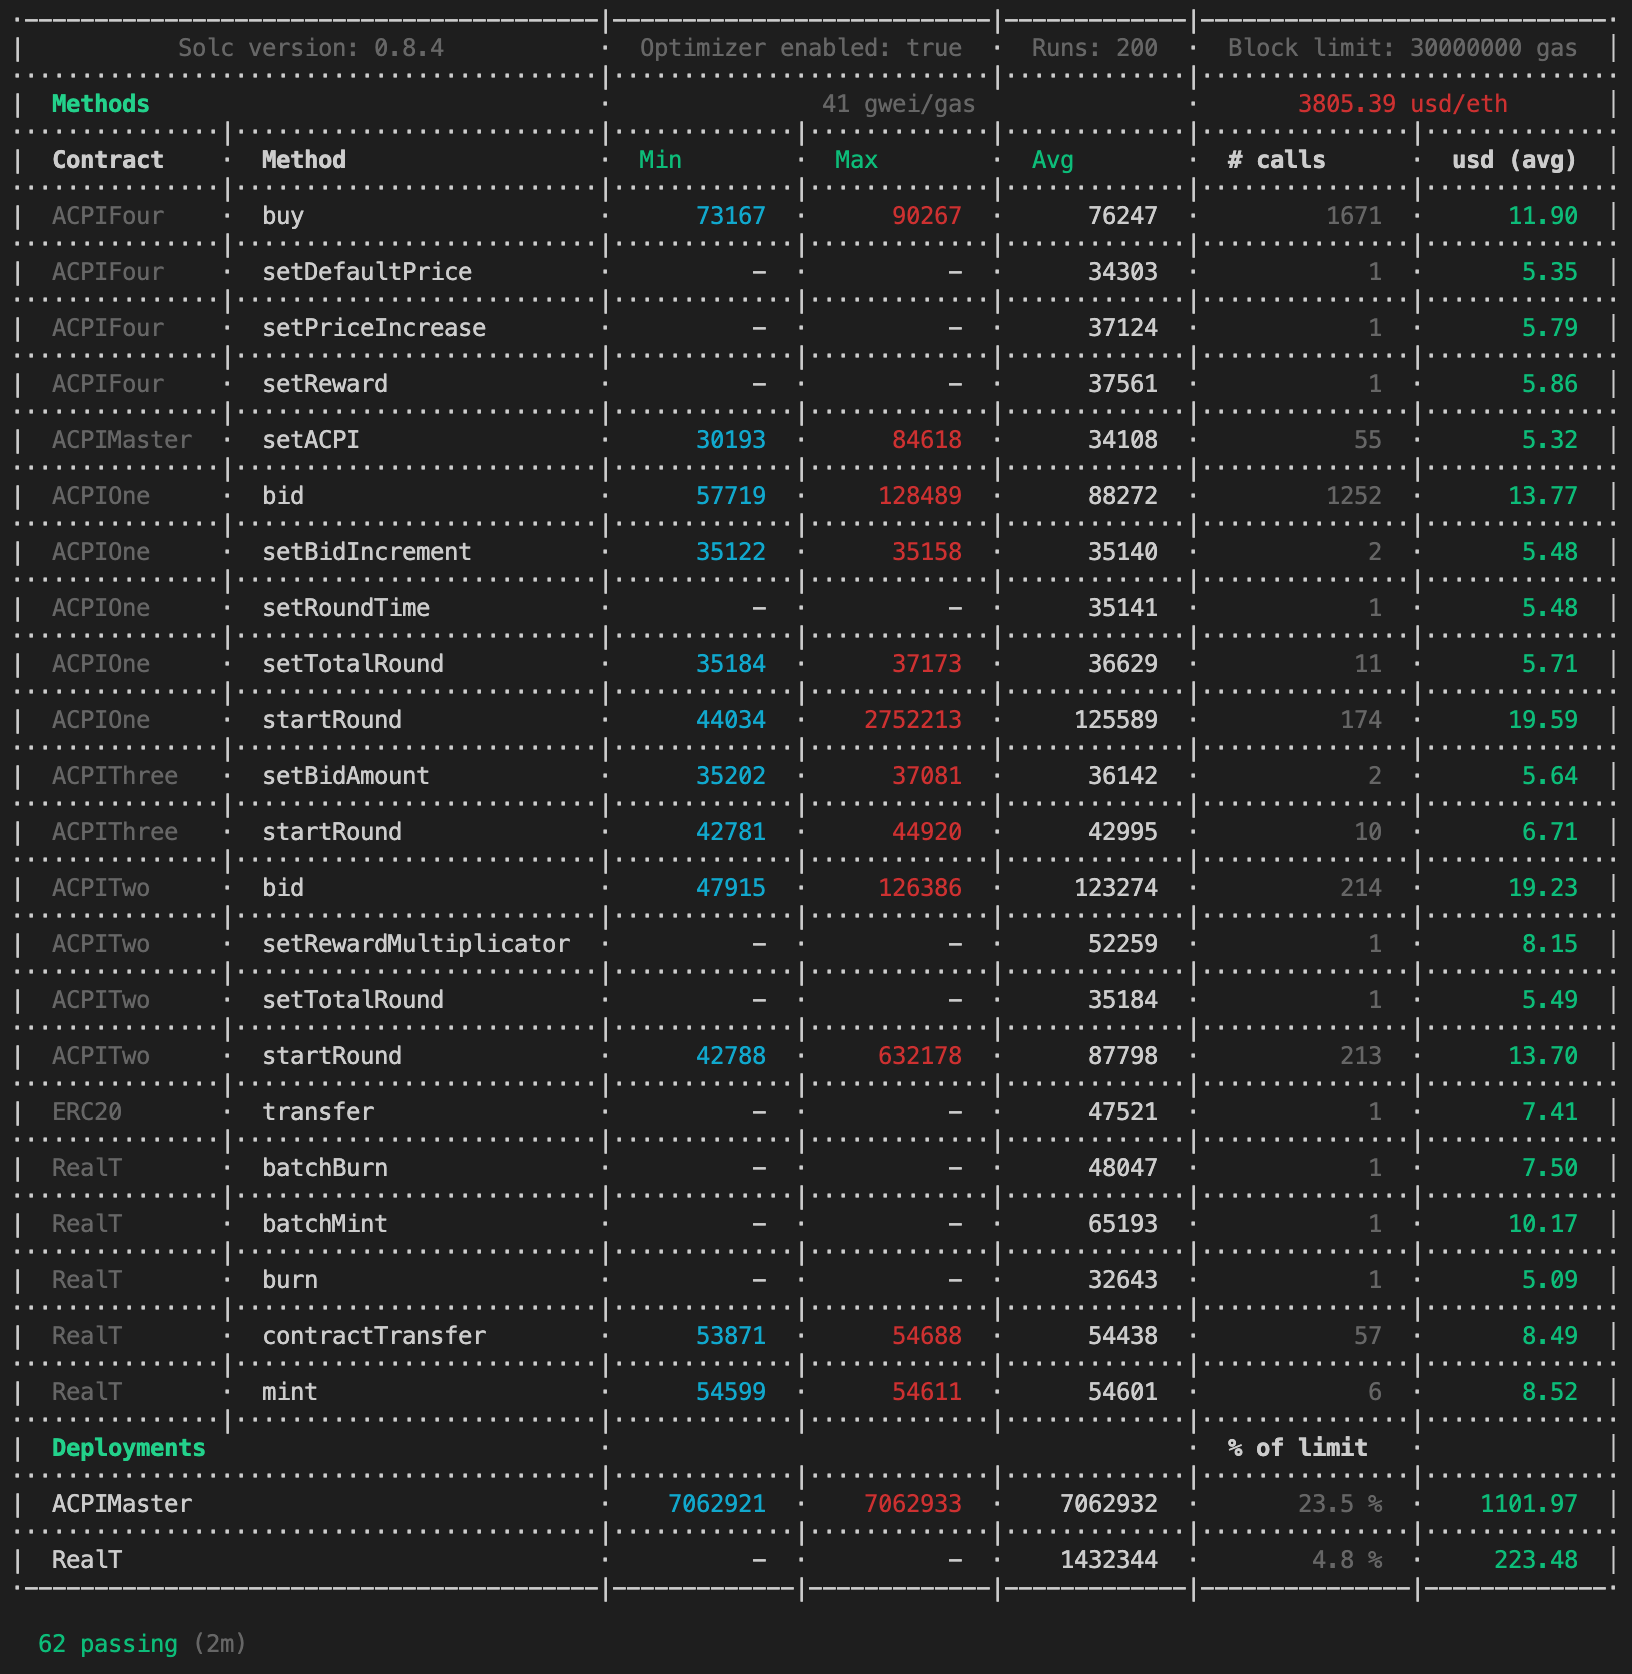 Solc version: 0.8.4 Optimizer enabled: true Runs: 200 Block limit: 30000000 gas
Methods 41 gwei/gas 3805.39 usd/eth
Contract Method Min Max Avg # calls usd (avg)
ACPIFour buy 73167 90267 76247 1671 11.90
ACPIFour setDefaultPrice – – 34303 1 5.35
ACPIFour setPriceIncrease – – 37124 1 5.79
ACPIFour setReward – – 37561 1 5.86
ACPIMaster setACPI 30193 84618 34108 55 5.32
ACPIOne bid 57719 128489 88272 1252 13.77
ACPIOne setBidIncrement 35122 35158 35140 2 5.48
ACPIOne setRoundTime – – 35141 1 5.48
ACPIOne setTotalRound 35184 37173 36629 11 5.71
ACPIOne startRound 44034 2752213 125589 174 19.59
ACPIThree setBidAmount 35202 37081 36142 2 5.64
ACPIThree startRound 42781 44920 42995 10 6.71
ACPITwo bid 47915 126386 123274 214 19.23
ACPITwo setRewardMultiplicator – – 52259 1 8.15
ACPITwo setTotalRound – – 35184 1 5.49
ACPITwo startRound 42788 632178 87798 213 13.70
ERC20 transfer – – 47521 1 7.41
RealT batchBurn – – 48047 1 7.50
RealT batchMint – – 65193 1 10.17
RealT burn – – 32643 1 5.09
RealT contractTransfer 53871 54688 54438 57 8.49
RealT mint 54599 54611 54601 6 8.52
Deployments % of limit
ACPIMaster 7062921 7062933 7062932 23.5 % 1101.97
RealT – – 1432344 4.8 % 223.48
62 passing (2m)